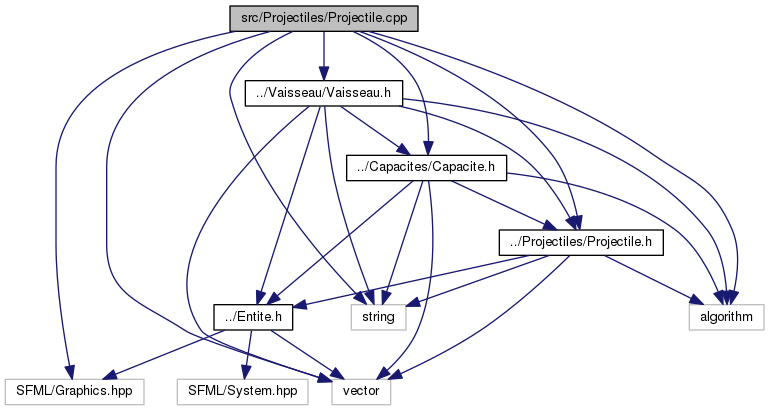 src/Projectiles/Projectile.cpp
../Vaisseau/Vaisseau.h
../Capacites/Capacite.h
../Projectiles/Projectile.h
../Entite.h
string
algorithm
SFML/Graphics.hpp
SFML/System.hpp
vector